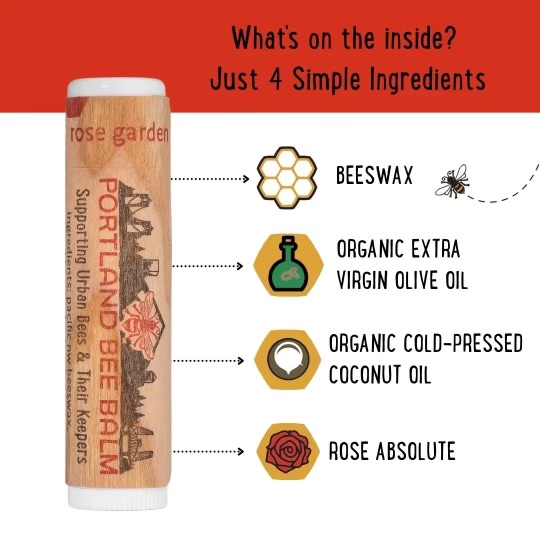 What's on the inside?
Just 4 Simple Ingredients
rose garden
PORTLAND BEE BALM
Supporting Urban Bees & Their Keepers
Ingredients: pacific nw beeswax,
BEESWAX
ORGANIC EXTRA
VIRGIN OLIVE OIL
ORGANIC COLD-PRESSED
COCONUT OIL
ROSE ABSOLUTE